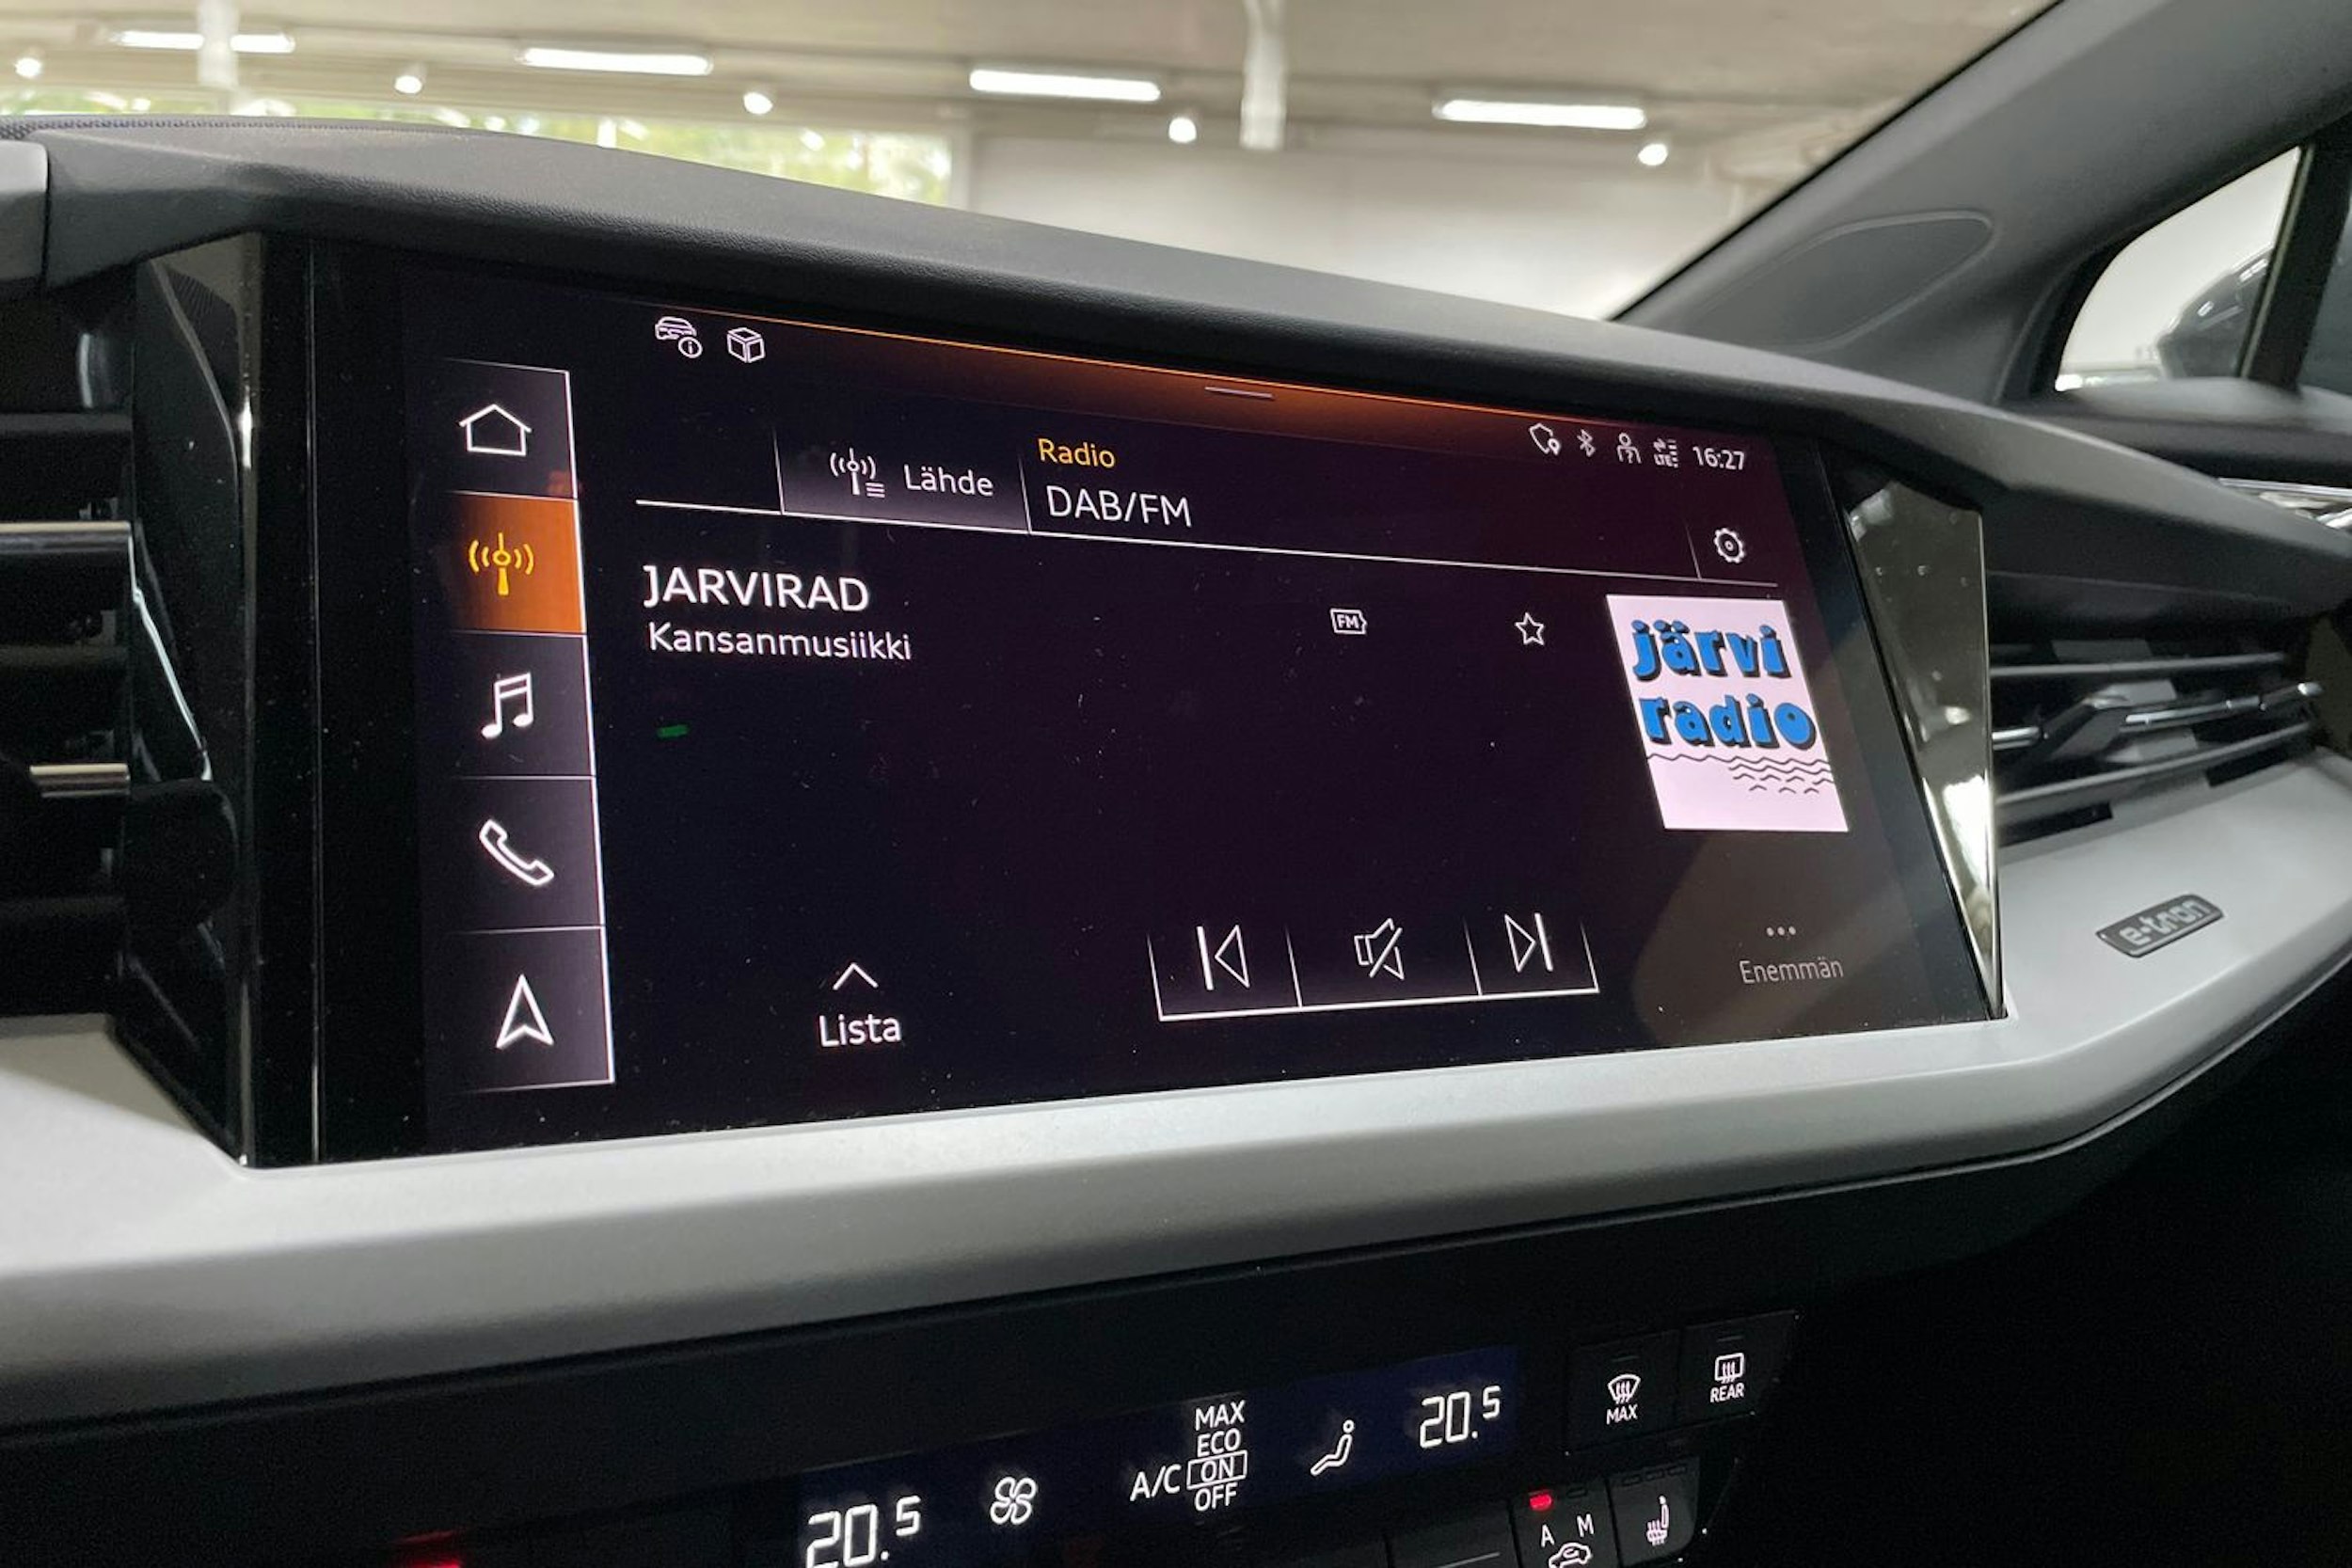 Radio
Lähde
DAB/FM
LTE
16:27
JARVIRAD
Kansanmusiikki
FM
järvi
radio
Lista
Enemmän
e-tron
MAX
REAR
MAX
ECO
A/C ON
OFF
20.5
20.5
A M